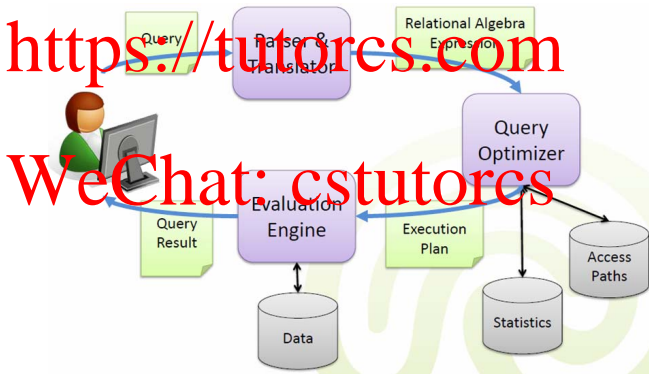 Query
Parser &
Translator
Relational Algebra
Expression
https://tutorcs.com
Query
Optimizer
WeChat: cstutorcs
Evaluation
Engine
Query
Result
Execution
Plan
Access
Paths
Statistics
Data